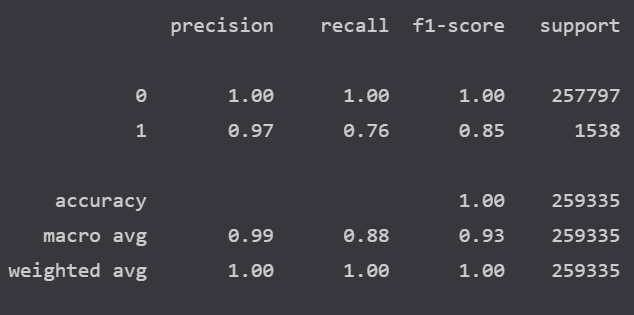 precision recall f1-score support
0 1.00 1.00 1.00 257797
1 0.97 0.76 0.85 1538
accuracy 1.00 259335
macro avg 0.99 0.88 0.93 259335
weighted avg 1.00 1.00 1.00 259335